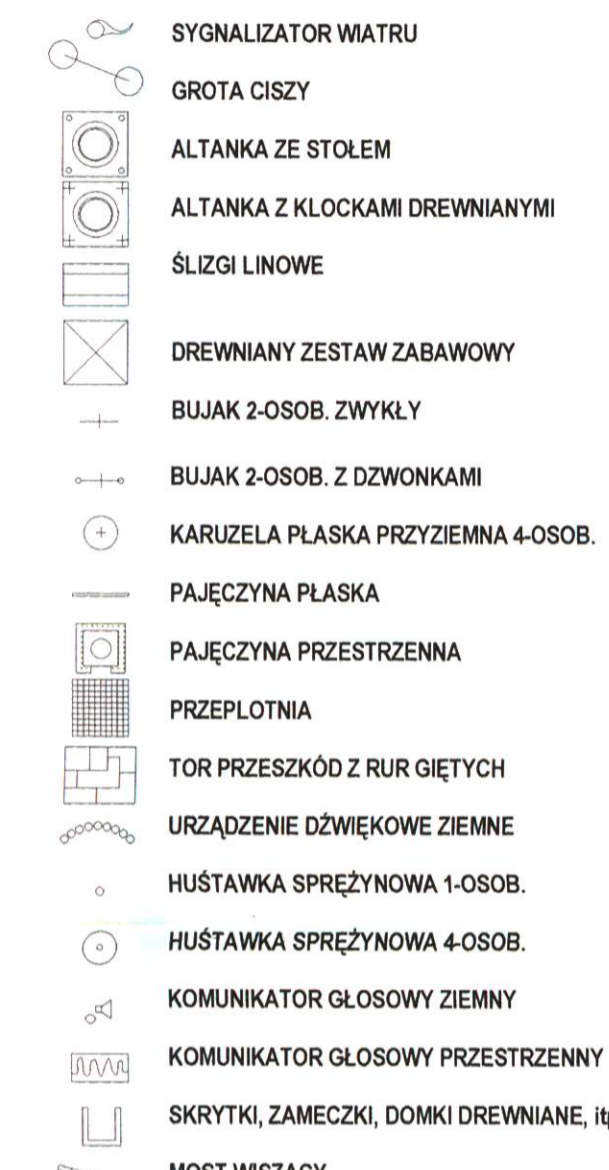 SYGNALIZATOR WIATRU
GROTA CISZY
ALTANKA ZE STOŁEM
ALTANKA Z KLOCKAMI DREWNIANYMI
ŚLIZGI LINOWE
DREWNIANY ZESTAW ZABAWOWY
BUJAK 2-OSOB. ZWYKŁY
BUJAK 2-OSOB. Z DZWONKAMI
KARUZELA PŁASKA PRZYZIEMNA 4-OSOB.
PAJĘCZYNA PŁASKA
PAJĘCZYNA PRZESTRZENNA
PRZEPLOTNIA
TOR PRZESZKÓD Z RUR GIĘTYCH
URZĄDZENIE DŹWIĘKOWE ZIEMNE
HUŚTAWKA SPRĘŻYNOWA 1-OSOB.
HUŚTAWKA SPRĘŻYNOWA 4-OSOB.
KOMUNIKATOR GŁOSOWY ZIEMNY
KOMUNIKATOR GŁOSOWY PRZESTRZENNY
SKRYTKI, ZAMECZKI, DOMKI DREWNIANE, itp
MOST WISZĄCY